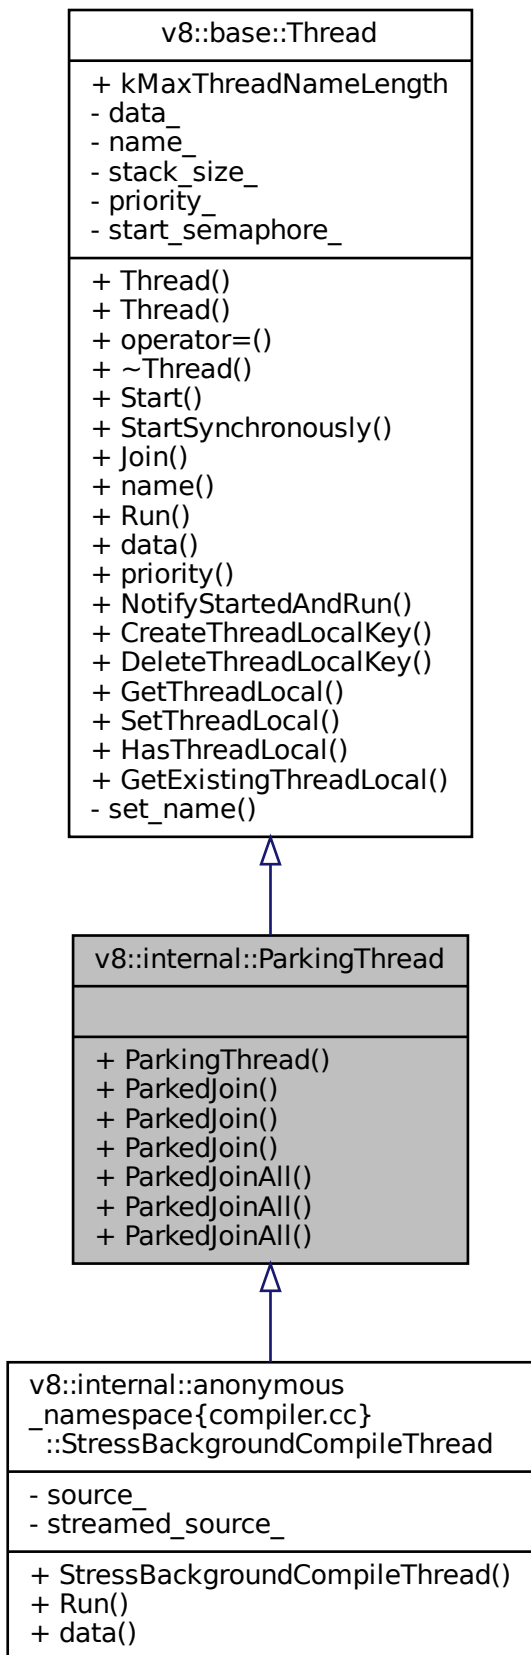 v8::base::Thread
+ kMaxThreadNameLength
- data_
- name_
- stack_size_
- priority_
- start_semaphore_
+ Thread()
+ Thread()
+ operator=()
+ ~Thread()
+ Start()
+ StartSynchronously()
+ Join()
+ name()
+ Run()
+ data()
+ priority()
+ NotifyStartedAndRun()
+ CreateThreadLocalKey()
+ DeleteThreadLocalKey()
+ GetThreadLocal()
+ SetThreadLocal()
+ HasThreadLocal()
+ GetExistingThreadLocal()
- set_name()
v8::internal::ParkingThread
+ ParkingThread()
+ ParkedJoin()
+ ParkedJoin()
+ ParkedJoin()
+ ParkedJoinAll()
+ ParkedJoinAll()
+ ParkedJoinAll()
v8::internal::anonymous
_namespace{compiler.cc}
::StressBackgroundCompileThread
- source_
- streamed_source_
+ StressBackgroundCompileThread()
+ Run()
+ data()